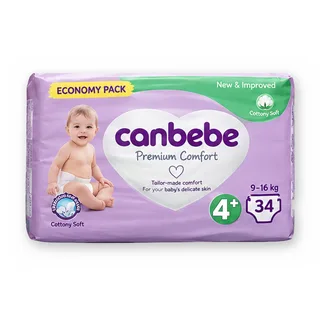 ECONOMY PACK
New & Improved
Cottony Soft
canbebe
Premium Comfort
Tailor-made comfort
For your baby's delicate skin
9-16 kg
4+
34
Cottony Soft